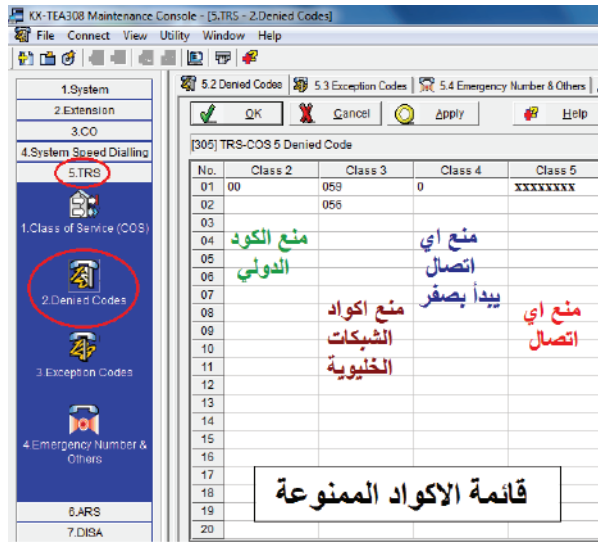 KX-TEA308 Maintenance Console - [5.TRS - 2.Denied Codes]
File Connect View Utility Window Help
1.System
2.Extension
3.CO
4.System Speed Dialling
5.TRS
1.Class of Service (COS)
2.Denied Codes
3.Exception Codes
4.Emergency Number &
Others
6.ARS
7.DISA
5.2 Denied Codes 5.3 Exception Codes 5.4 Emergency Number & Others
OK Cancel Apply Help
[305] TRS-COS 5 Denied Code
No. Class 2 Class 3 Class 4 Class 5
01 00 059 0 XXXXXXXX
02 056
03
04
05
06
07
08
09
10
11
12
13
14
15
16
17
18
19
20
منع الكود
الدولي
منع اكواد
الشبكات
الخليوية
منع اي
اتصال
يبدأ بصفر
منع اي
اتصال
قائمة الاكواد الممنوعة